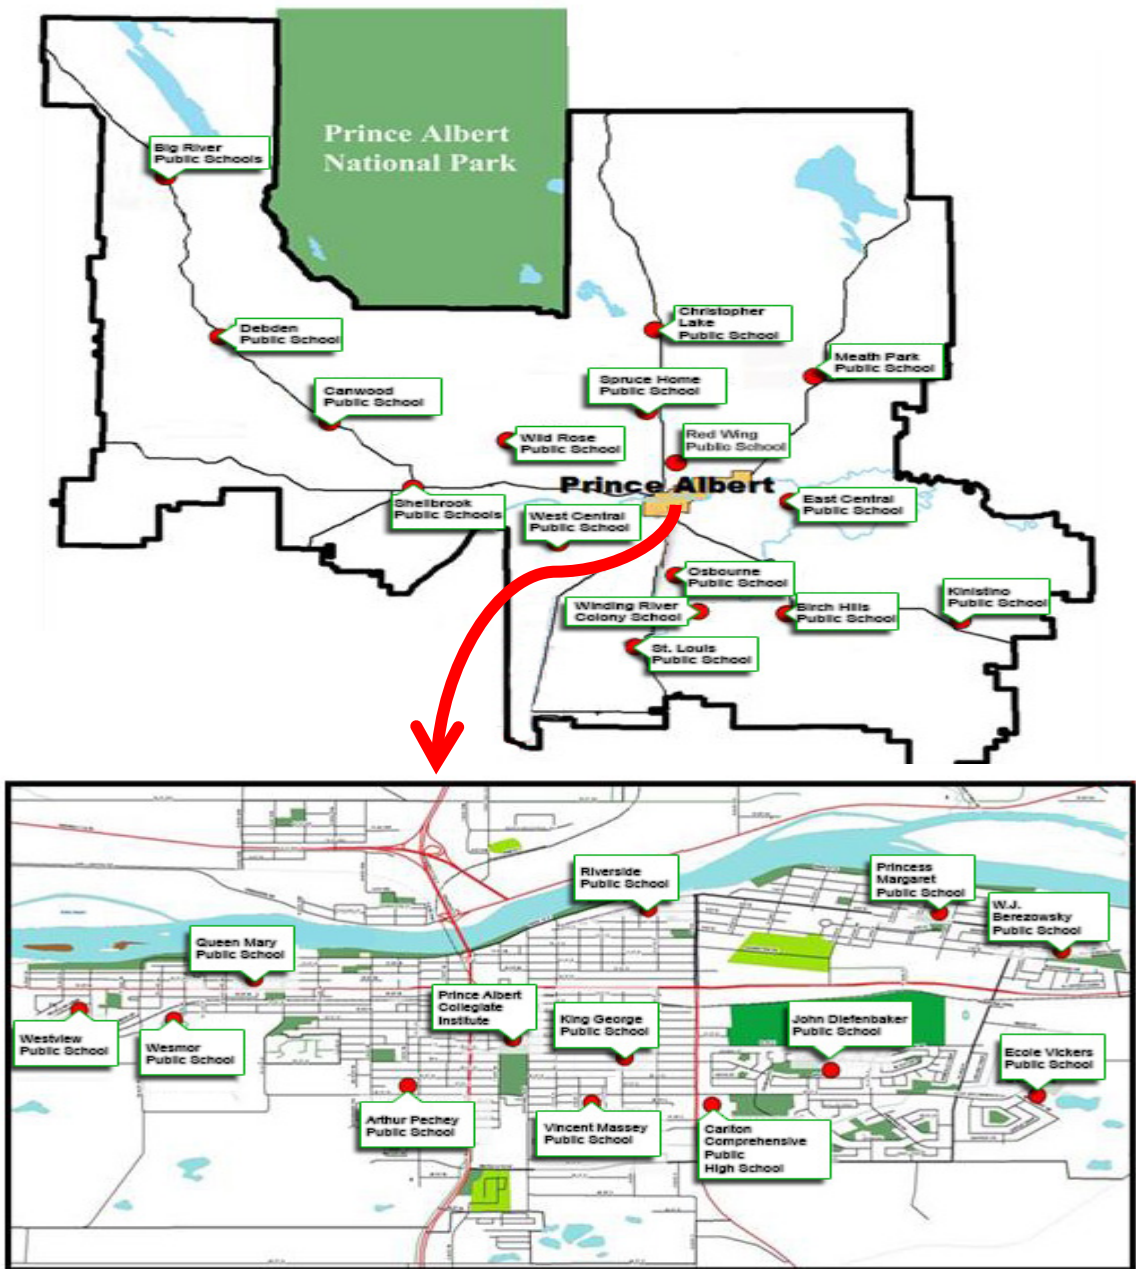 Prince Albert
National Park
Big River
Public Schools
Christopher
Lake
Public School
Debden
Public School
Meath Park
Public School
Canwood
Public School
Spruce Home
Public School
Wild Rose
Public School
Red Wing
Public School
Prince Albert
Shellbrook
Public Schools
West Central
Public School
East Central
Public School
Osbourne
Public School
Winding River
Colony School
Birch Hills
Public School
Kinistino
Public School
St. Louis
Public School
Riverside
Public School
Princess
Margaret
Public School
W.J.
Berezowsky
Public School
Queen Mary
Public School
Prince Albert
Collegiate
Institute
King George
Public School
John Diefenbaker
Public School
Westview
Public School
Wesmor
Public School
Ecole Vickers
Public School
Arthur Pechey
Public School
Vincent Massey
Public School
Carlton
Comprehensive
Public
High School